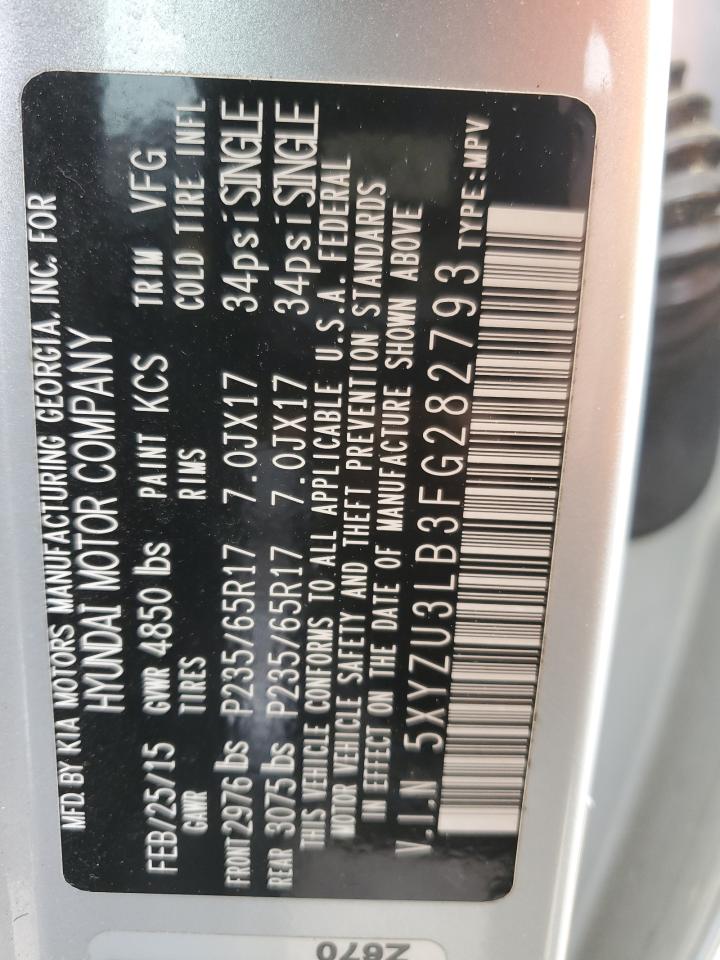 MFD. BY KIA MOTORS MANUFACTURING GEORGIA, INC. FOR
HYUNDAI MOTOR COMPANY
FEB/25/15 GVWR 4850 lbs PAINT KCS TRIM VFG
GAWR TIRES RIMS COLD TIRE INFL
FRONT 2976 lbs P235/65R17 7.0JX17 34psi SINGLE
REAR 3075 lbs P235/65R17 7.0JX17 34psi SINGLE
THIS VEHICLE CONFORMS TO ALL APPLICABLE U.S.A. FEDERAL
MOTOR VEHICLE SAFETY AND THEFT PREVENTION STANDARDS
IN EFFECT ON THE DATE OF MANUFACTURE SHOWN ABOVE
V.I.N 5XYZU3LB3FG282793 TYPE:MPV
Z670